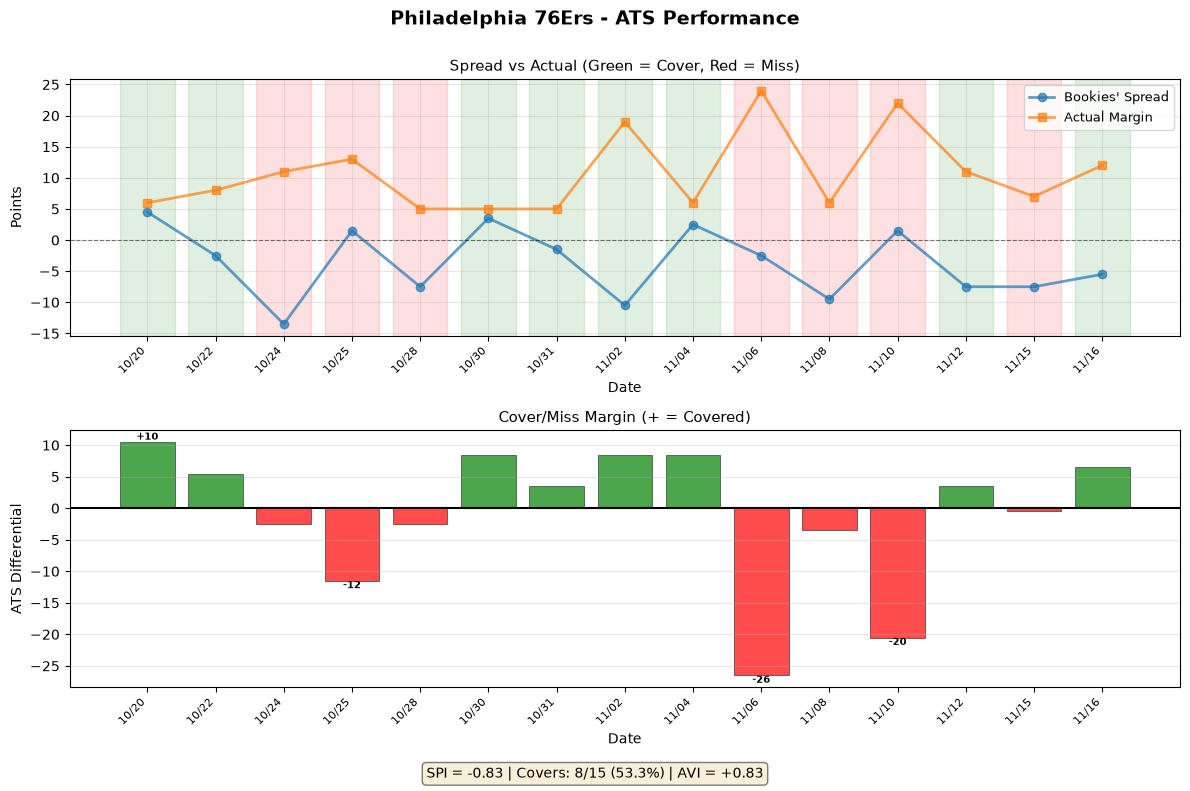 Philadelphia 76Ers - ATS Performance
Spread vs Actual (Green = Cover, Red = Miss)
Points
25
20
15
10
5
0
−5
−10
−15
Bookies' Spread
Actual Margin
10/20 10/22 10/24 10/25 10/28 10/30 10/31 11/02 11/04 11/06 11/08 11/10 11/12 11/15 11/16
Date
Cover/Miss Margin (+ = Covered)
ATS Differential
10
5
0
−5
−10
−15
−20
−25
+10
-12
-26
-20
10/20 10/22 10/24 10/25 10/28 10/30 10/31 11/02 11/04 11/06 11/08 11/10 11/12 11/15 11/16
Date
SPI = -0.83 | Covers: 8/15 (53.3%) | AVI = +0.83